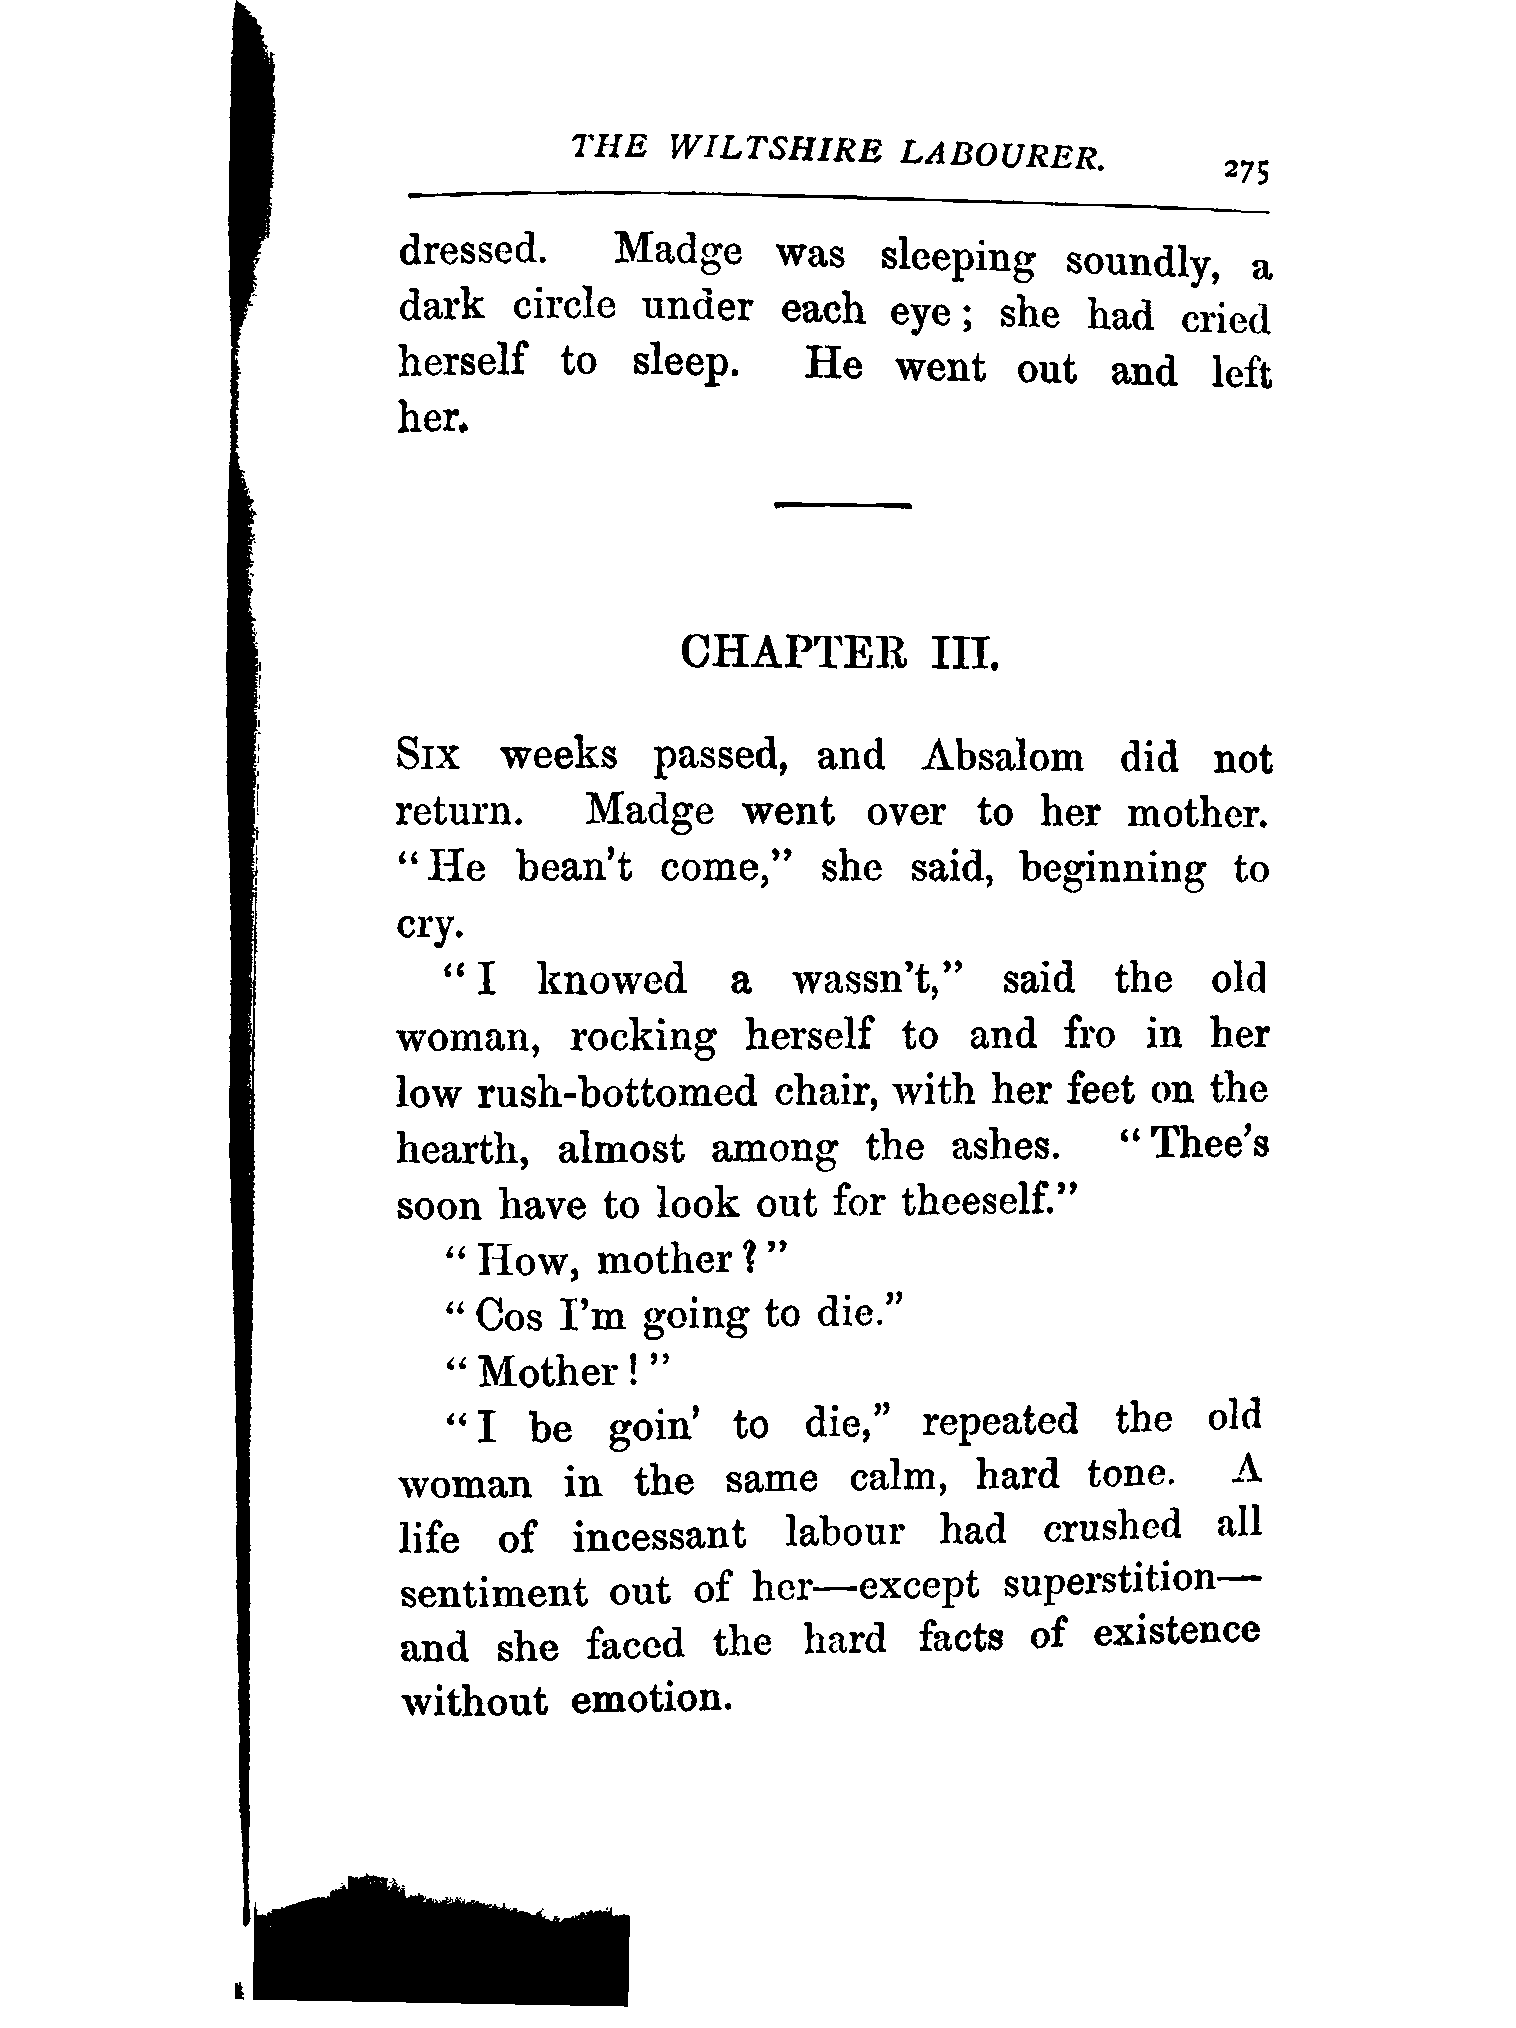 THE WILTSHIRE LABOURER. 275
dressed. Madge was sleeping soundly, a
dark circle under each eye; she had cried
herself to sleep. He went out and left
her.
CHAPTER III.
Six weeks passed, and Absalom did not
return. Madge went over to her mother.
"He bean't come," she said, beginning to
cry.
"I knowed a wassn't," said the old
woman, rocking herself to and fro in her
low rush-bottomed chair, with her feet on the
hearth, almost among the ashes. "Thee's
soon have to look out for theeself."
"How, mother?"
"Cos I'm going to die."
"Mother!"
"I be goin' to die," repeated the old
woman in the same calm, hard tone. A
life of incessant labour had crushed all
sentiment out of her—except superstition—
and she faced the hard facts of existence
without emotion.